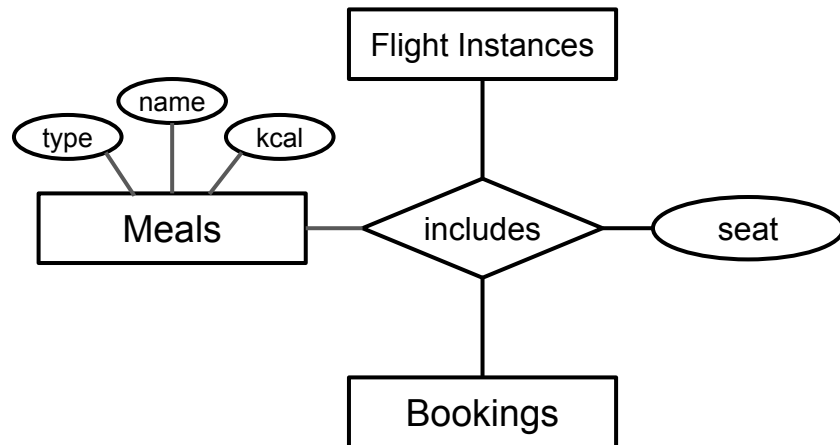 Flight Instances
name
type
kcal
Meals
includes
seat
Bookings